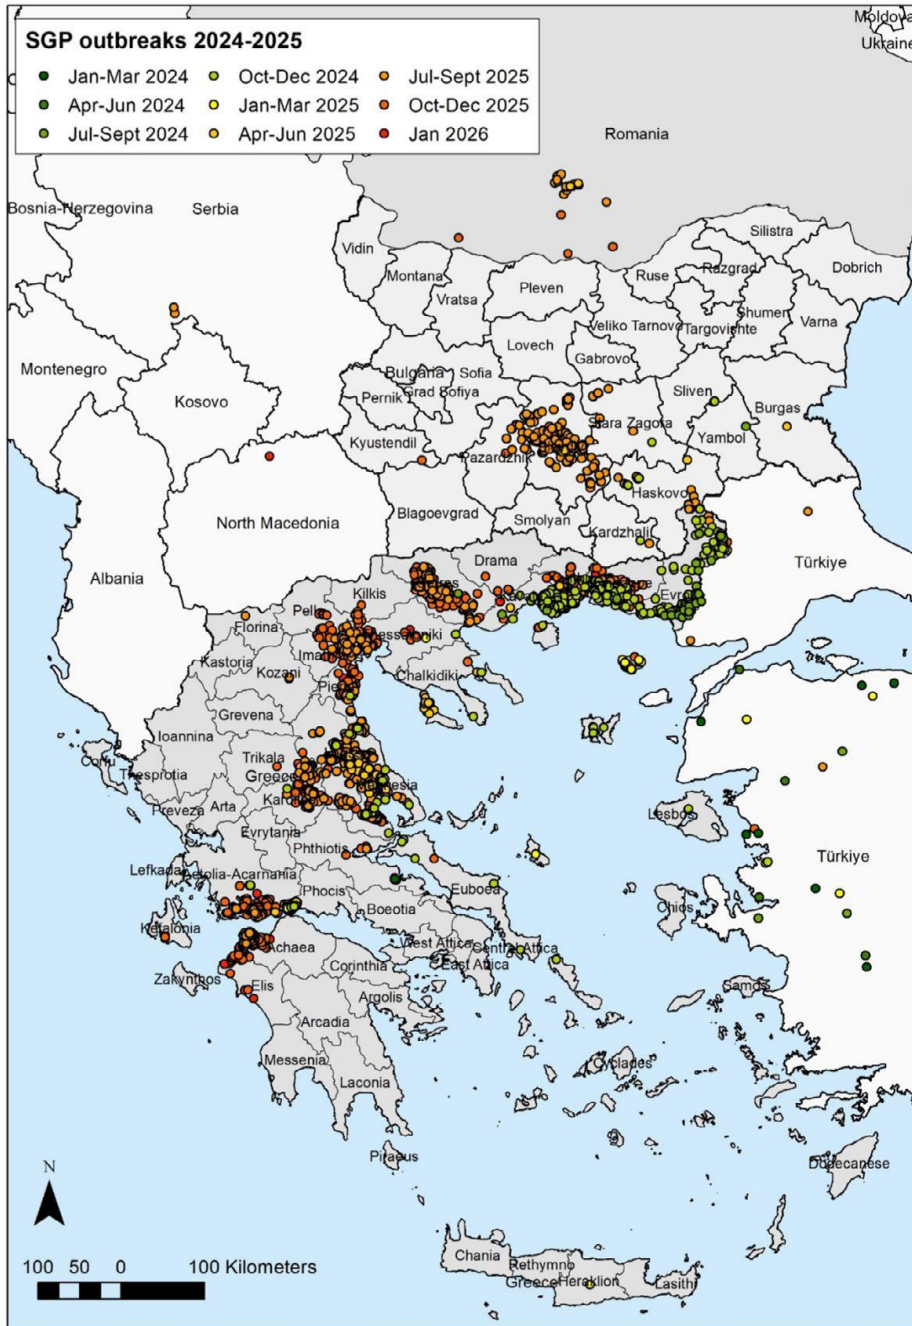 SGP outbreaks 2024-2025
Jan-Mar 2024 Oct-Dec 2024 Jul-Sept 2025
Apr-Jun 2024 Jan-Mar 2025 Oct-Dec 2025
Jul-Sept 2024 Apr-Jun 2025 Jan 2026
Moldova
Ukraine
Romania
Bosnia-Herzegovina Serbia
Silistra
Vidin
Dobrich
Montana
Ruse Razgrad
Vratsa Pleven
Shumen
Varna
Veliko Tarnovo Targovishte
Lovech
Gabrovo
Montenegro
Bulgaria Sofia
Sliven
Grad Sofiya
Pernik
Kosovo
Burgas
Stara Zagora
Yambol
Kyustendil
Pazardzhik
Haskovo
Blagoevgrad
North Macedonia
Smolyan
Kardzhali
Drama
Türkiye
Albania
Kilkis
Pella
Florina
Kastoria
Kozani
Chalkidiki
Grevena
Ioannina
Corfu
Trikala
Thesprotia
Greece
Arta
Preveza
Lesbos
Evrytania
Türkiye
Phthiotis
Lefkada
Aetolia-Acarnania
Phocis
Euboea
Boeotia
Chios
Kefalonia
West Attica Central Attica
Achaea
East Attica
Corinthia
Zakynthos
Elis
Samos
Argolis
Arcadia
Messenia
Cyclades
Laconia
Piraeus
Dodecanese
N
100 50 0 100 Kilometers
Chania
Rethymno
Greece Heraklion
Lasithi